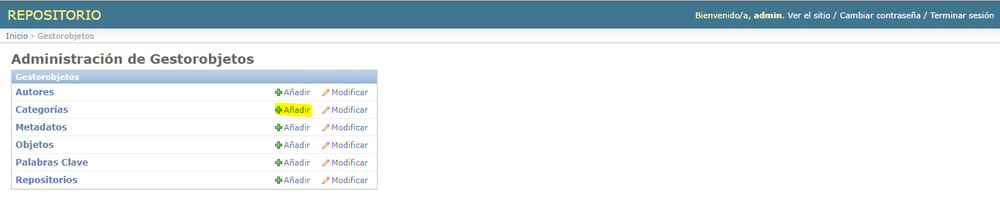 REPOSITORIO Bienvenido/a, admin. Ver el sitio / Cambiar contraseña / Terminar sesión
Inicio › Gestorobjetos
Administración de Gestorobjetos
Gestorobjetos
Autores Añadir Modificar
Categorías Añadir Modificar
Metadatos Añadir Modificar
Objetos Añadir Modificar
Palabras Clave Añadir Modificar
Repositorios Añadir Modificar